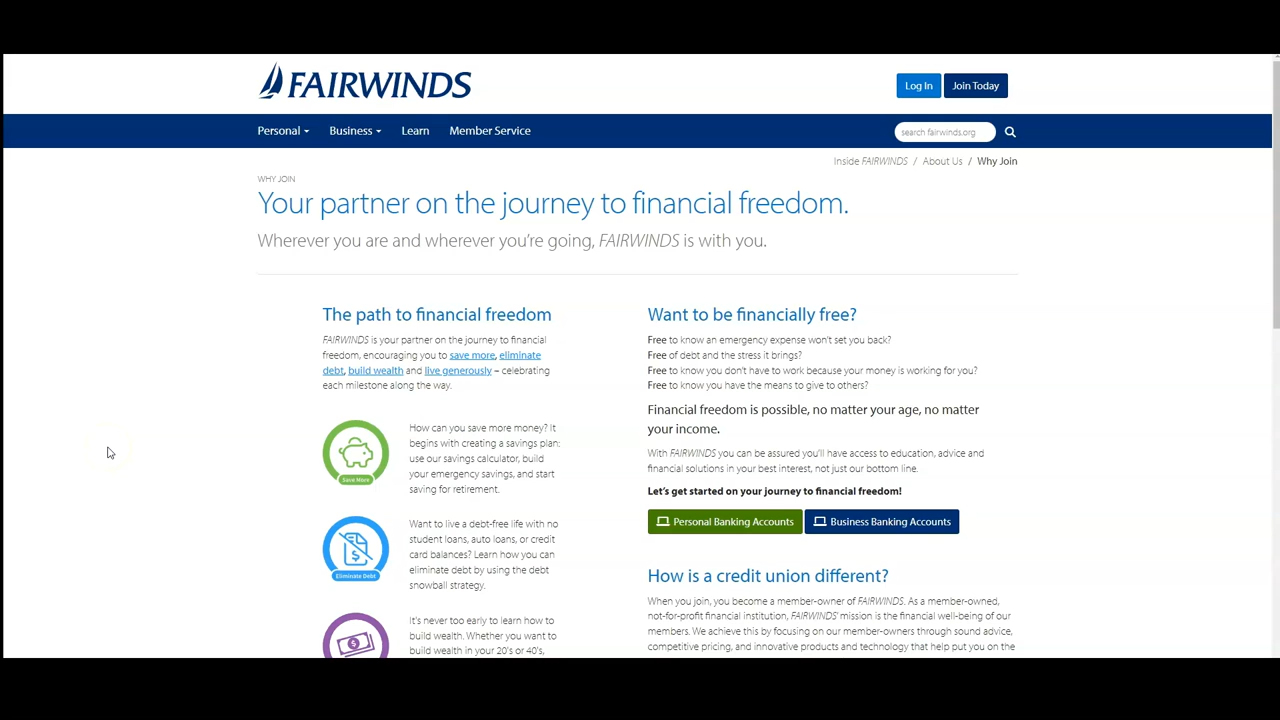 FAIRWINDS
Log In
Join Today
Personal
Business
Learn
Member Service
search fairwinds.org
Inside FAIRWINDS / About Us / Why Join
WHY JOIN
Your partner on the journey to financial freedom.
Wherever you are and wherever you're going, FAIRWINDS is with you.
The path to financial freedom
FAIRWINDS is your partner on the journey to financial
freedom, encouraging you to save more, eliminate
debt, build wealth and live generously – celebrating
each milestone along the way.
Save More
How can you save more money? It
begins with creating a savings plan:
use our savings calculator, build
your emergency savings, and start
saving for retirement.
Eliminate Debt
Want to live a debt-free life with no
student loans, auto loans, or credit
card balances? Learn how you can
eliminate debt by using the debt
snowball strategy.
It's never too early to learn how to
build wealth. Whether you want to
build wealth in your 20's or 40's,
Want to be financially free?
Free to know an emergency expense won't set you back?
Free of debt and the stress it brings?
Free to know you don't have to work because your money is working for you?
Free to know you have the means to give to others?
Financial freedom is possible, no matter your age, no matter
your income.
With FAIRWINDS you can be assured you'll have access to education, advice and
financial solutions in your best interest, not just our bottom line.
Let's get started on your journey to financial freedom!
Personal Banking Accounts
Business Banking Accounts
How is a credit union different?
When you join, you become a member-owner of FAIRWINDS. As a member-owned,
not-for-profit financial institution, FAIRWINDS' mission is the financial well-being of our
members. We achieve this by focusing on our member-owners through sound advice,
competitive pricing, and innovative products and technology that help put you on the